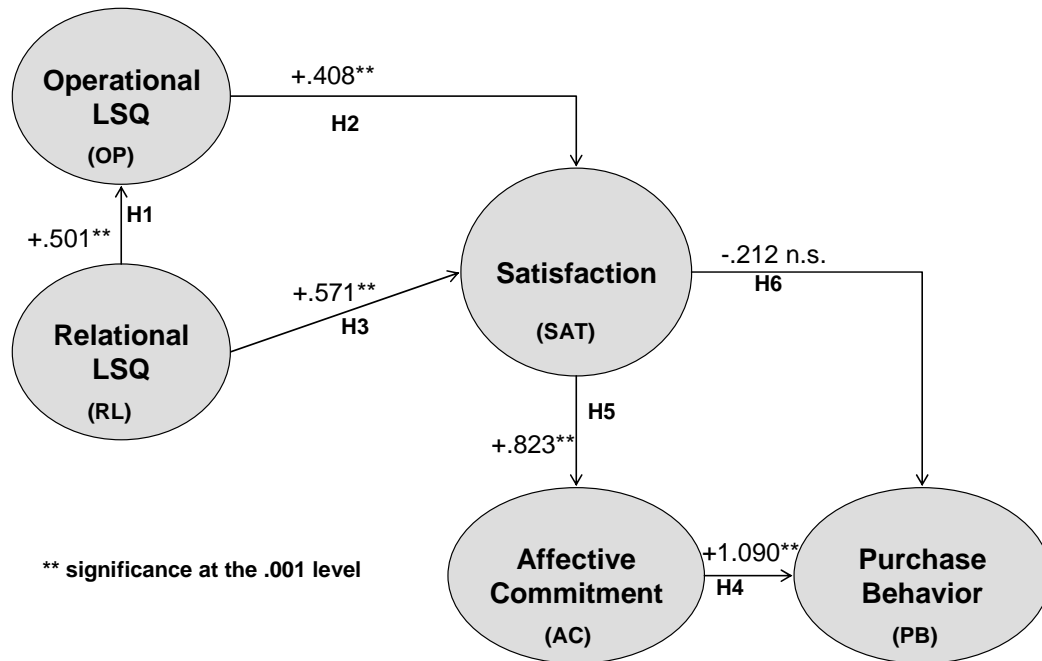 Operational
LSQ
(OP)
+.408**
H2
H1
+.501**
Relational
LSQ
(RL)
+.571**
H3
Satisfaction
(SAT)
-.212 n.s.
H6
H5
+.823**
Affective
Commitment
(AC)
+1.090**
H4
Purchase
Behavior
(PB)
** significance at the .001 level